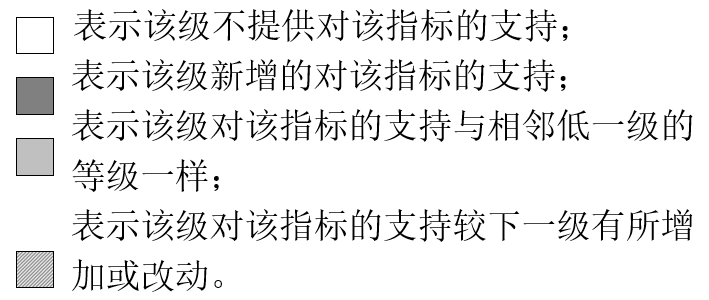 表示该级不提供对该指标的支持；
表示该级新增的对该指标的支持；
表示该级对该指标的支持与相邻低一级的
等级一样；
表示该级对该指标的支持较下一级有所增
加或改动。